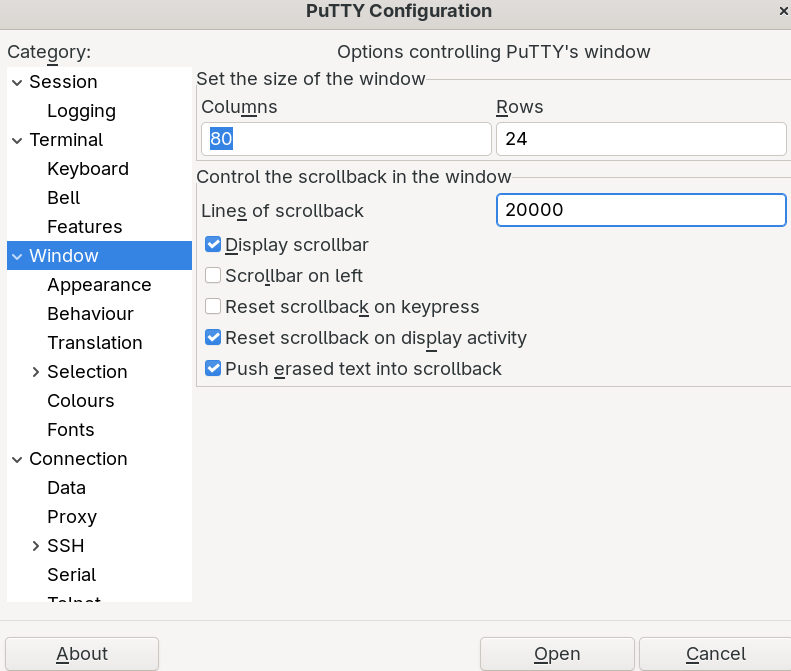 PuTTY Configuration
×
Category:
Options controlling PuTTY's window
Session
Logging
Terminal
Keyboard
Bell
Features
Window
Appearance
Behaviour
Translation
Selection
Colours
Fonts
Connection
Data
Proxy
SSH
Serial
Telnet
Set the size of the window
Columns Rows
80 24
Control the scrollback in the window
Lines of scrollback 20000
Display scrollbar
Scrollbar on left
Reset scrollback on keypress
Reset scrollback on display activity
Push erased text into scrollback
About Open Cancel